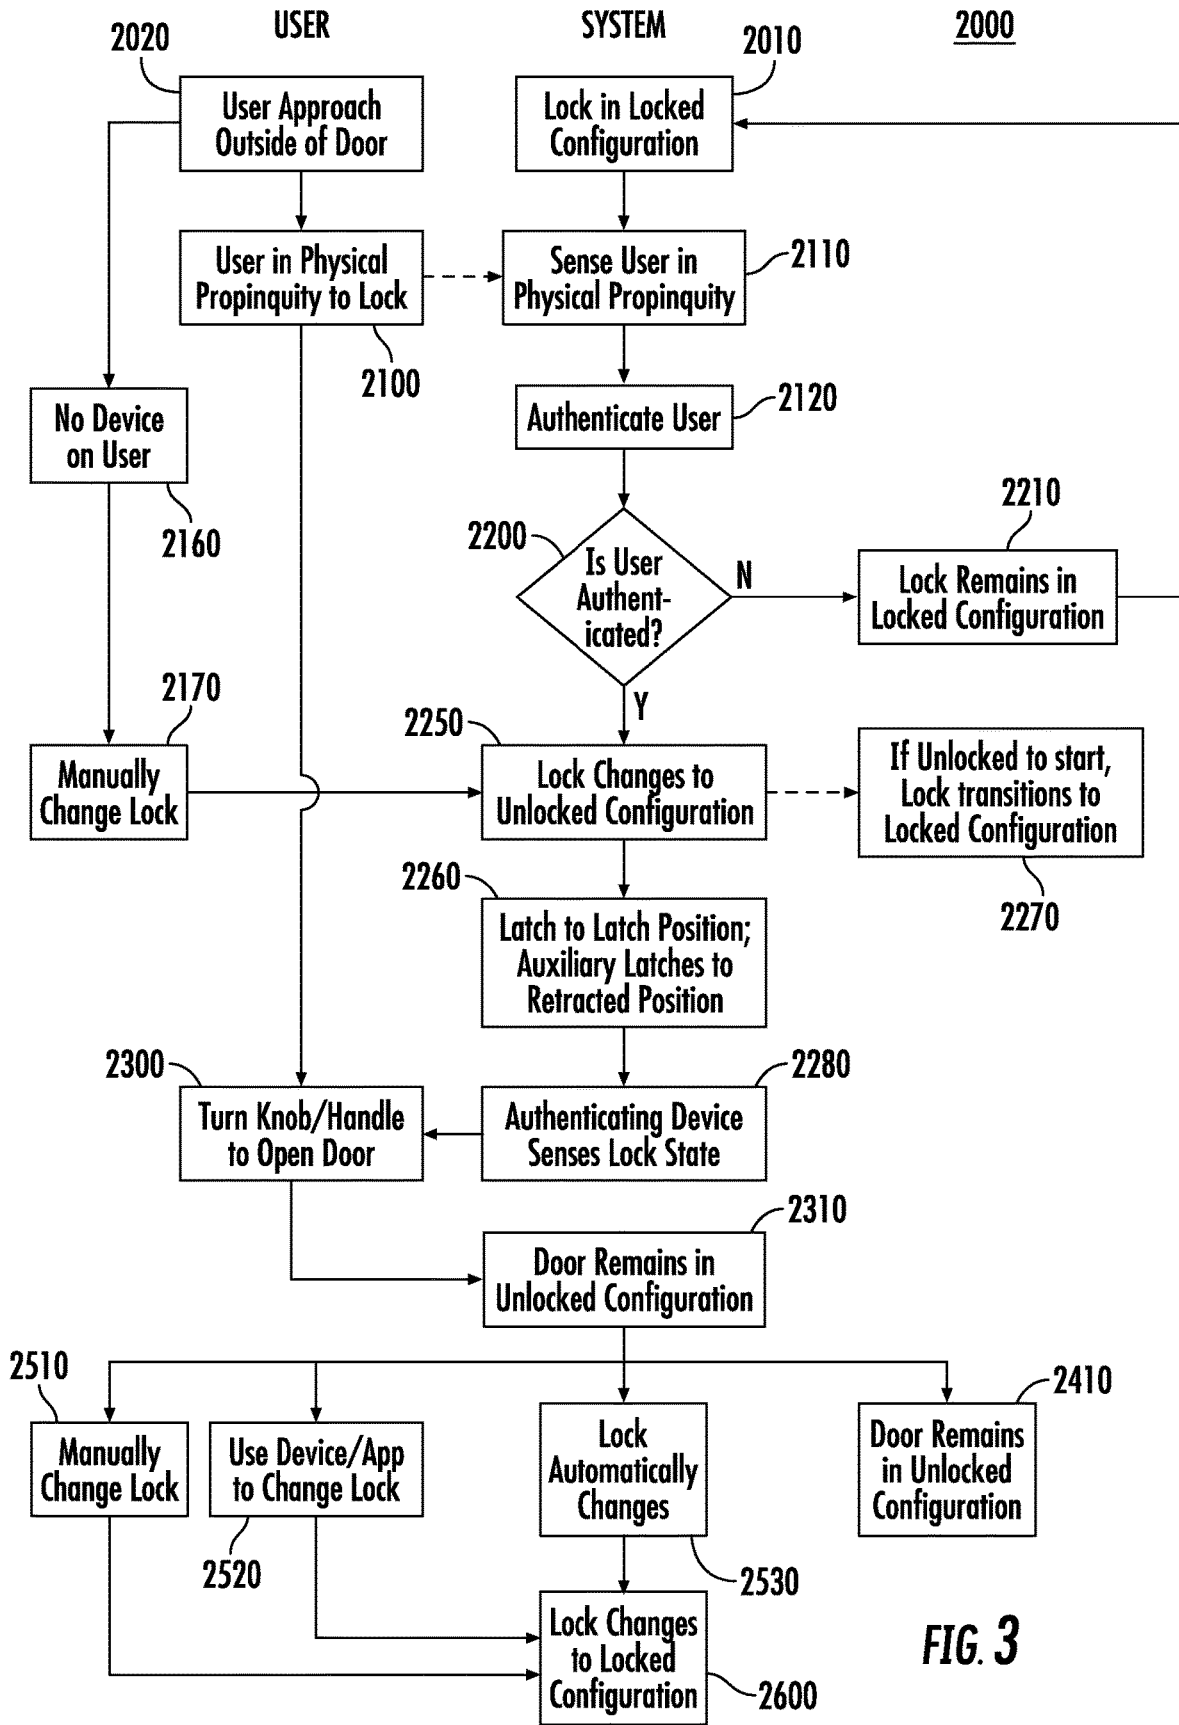 USER
SYSTEM
2000
2020
2010
User Approach
Outside of Door
Lock in Locked
Configuration
User in Physical
Propinquity to Lock
2100
Sense User in
Physical Propinquity
2110
No Device
on User
2160
Authenticate User
2120
2200
Is User
Authent-
icated?
N
Y
2210
Lock Remains in
Locked Configuration
2170
Manually
Change Lock
2250
Lock Changes to
Unlocked Configuration
If Unlocked to start,
Lock transitions to
Locked Configuration
2270
2260
Latch to Latch Position;
Auxiliary Latches to
Retracted Position
2300
Turn Knob/Handle
to Open Door
2280
Authenticating Device
Senses Lock State
2310
Door Remains in
Unlocked Configuration
2510
Manually
Change Lock
Use Device/App
to Change Lock
2520
Lock
Automatically
Changes
2530
2410
Door Remains
in Unlocked
Configuration
Lock Changes
to Locked
Configuration
2600
FIG. 3